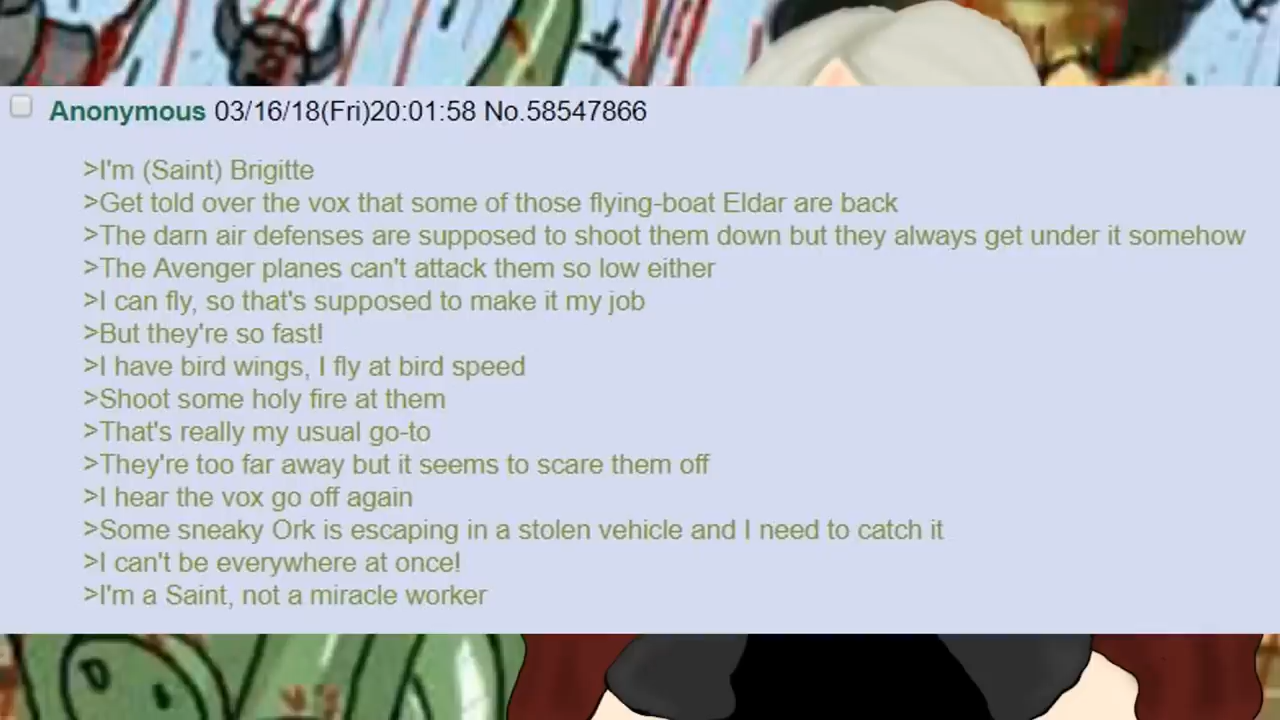 Anonymous 03/16/18(Fri)20:01:58 No.58547866
>I'm (Saint) Brigitte
>Get told over the vox that some of those flying-boat Eldar are back
>The darn air defenses are supposed to shoot them down but they always get under it somehow
>The Avenger planes can't attack them so low either
>I can fly, so that's supposed to make it my job
>But they're so fast!
>I have bird wings, I fly at bird speed
>Shoot some holy fire at them
>That's really my usual go-to
>They're too far away but it seems to scare them off
>I hear the vox go off again
>Some sneaky Ork is escaping in a stolen vehicle and I need to catch it
>I can't be everywhere at once!
>I'm a Saint, not a miracle worker